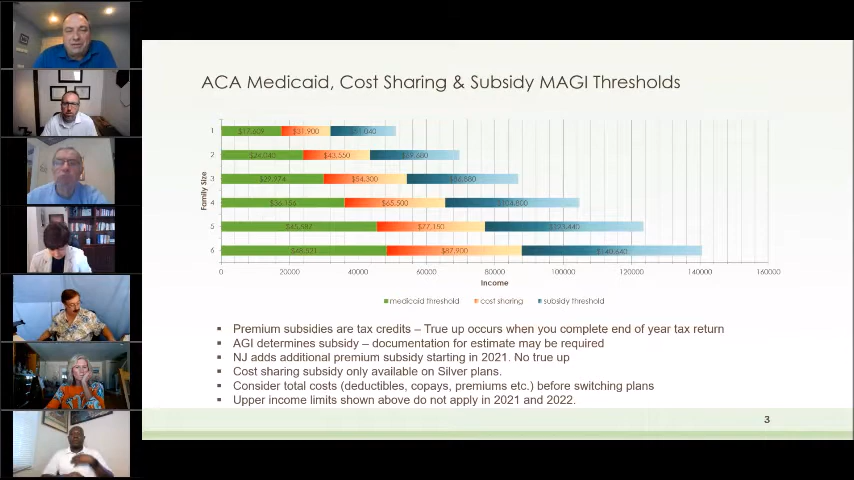 ACA Medicaid, Cost Sharing & Subsidy MAGI Thresholds
Family Size
1
$17,609
$31,900
2
$43,550
3
$29,974
$54,300
4
$36,156
$65,500
$104,800
5
$77,150
$123,440
6
$48,521
$87,900
$140,640
0 20000 40000 60000 80000 100000 120000 140000 160000
Income
medicaid threshold cost sharing subsidy threshold
▪ Premium subsidies are tax credits – True up occurs when you complete end of year tax return
▪ AGI determines subsidy – documentation for estimate may be required
▪ NJ adds additional premium subsidy starting in 2021. No true up
▪ Cost sharing subsidy only available on Silver plans.
▪ Consider total costs (deductibles, copays, premiums etc.) before switching plans
▪ Upper income limits shown above do not apply in 2021 and 2022.
3